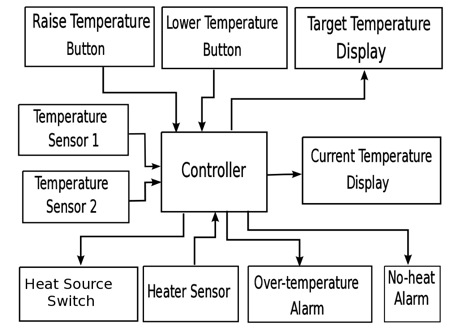 Raise Temperature
Button
Lower Temperature
Button
Target Temperature
Display
Temperature
Sensor 1
Temperature
Sensor 2
Controller
Current Temperature
Display
Heat Source
Switch
Heater Sensor
Over-temperature
Alarm
No-heat
Alarm